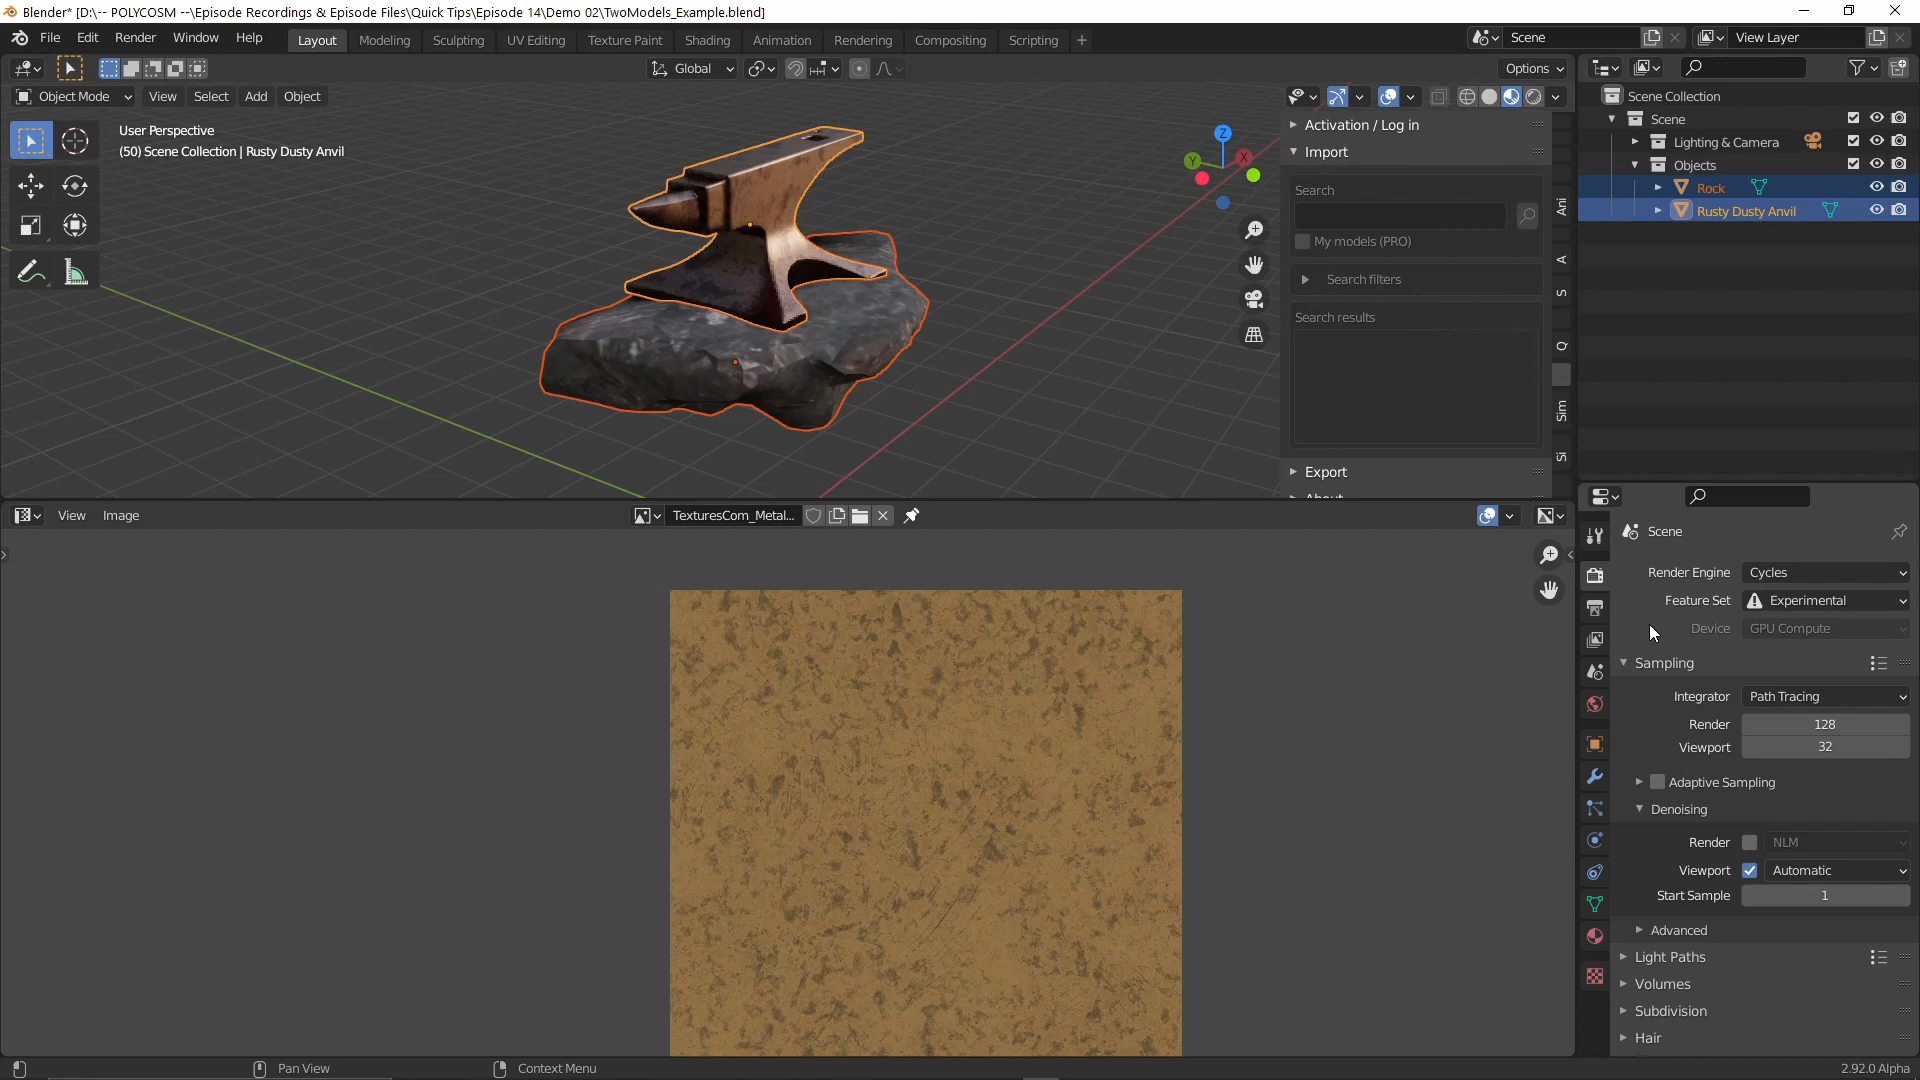 Blender* [D:\-- POLYCOSM --\Episode Recordings & Episode Files\Quick Tips\Episode 14\Demo 02\TwoModels_Example.blend]
File Edit Render Window Help Layout Modeling Sculpting UV Editing Texture Paint Shading Animation Rendering Compositing Scripting + Scene View Layer
Global Options
Object Mode View Select Add Object
User Perspective
(50) Scene Collection | Rusty Dusty Anvil
Z
Y
X
Activation / Log in
Import
Search
My models (PRO)
Search filters
Search results
Export
Ani
A
S
Q
Sim
Si
Scene Collection
Scene
Lighting & Camera
Objects
Rock
Rusty Dusty Anvil
View Image TexturesCom_Metal...
Scene
Render Engine Cycles
Feature Set Experimental
Device GPU Compute
Sampling
Integrator Path Tracing
Render 128
Viewport 32
Adaptive Sampling
Denoising
Render NLM
Viewport Automatic
Start Sample 1
Advanced
Light Paths
Volumes
Subdivision
Hair
Pan View Context Menu 2.92.0 Alpha